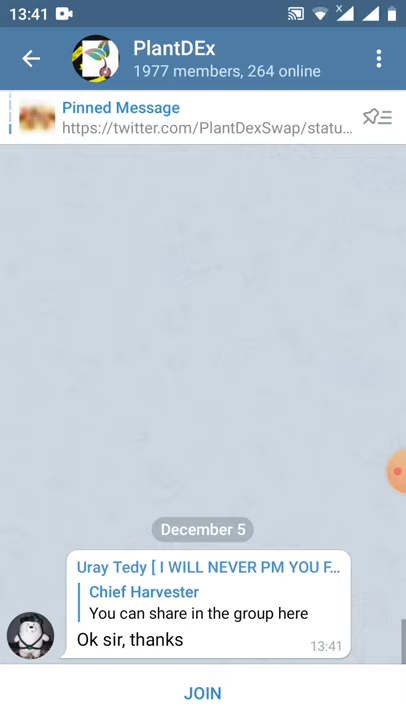 13:41
PlantDEx
1977 members, 264 online
Pinned Message
https://twitter.com/PlantDexSwap/statu...
December 5
Uray Tedy [ I WILL NEVER PM YOU F...
Chief Harvester
You can share in the group here
Ok sir, thanks
13:41
JOIN